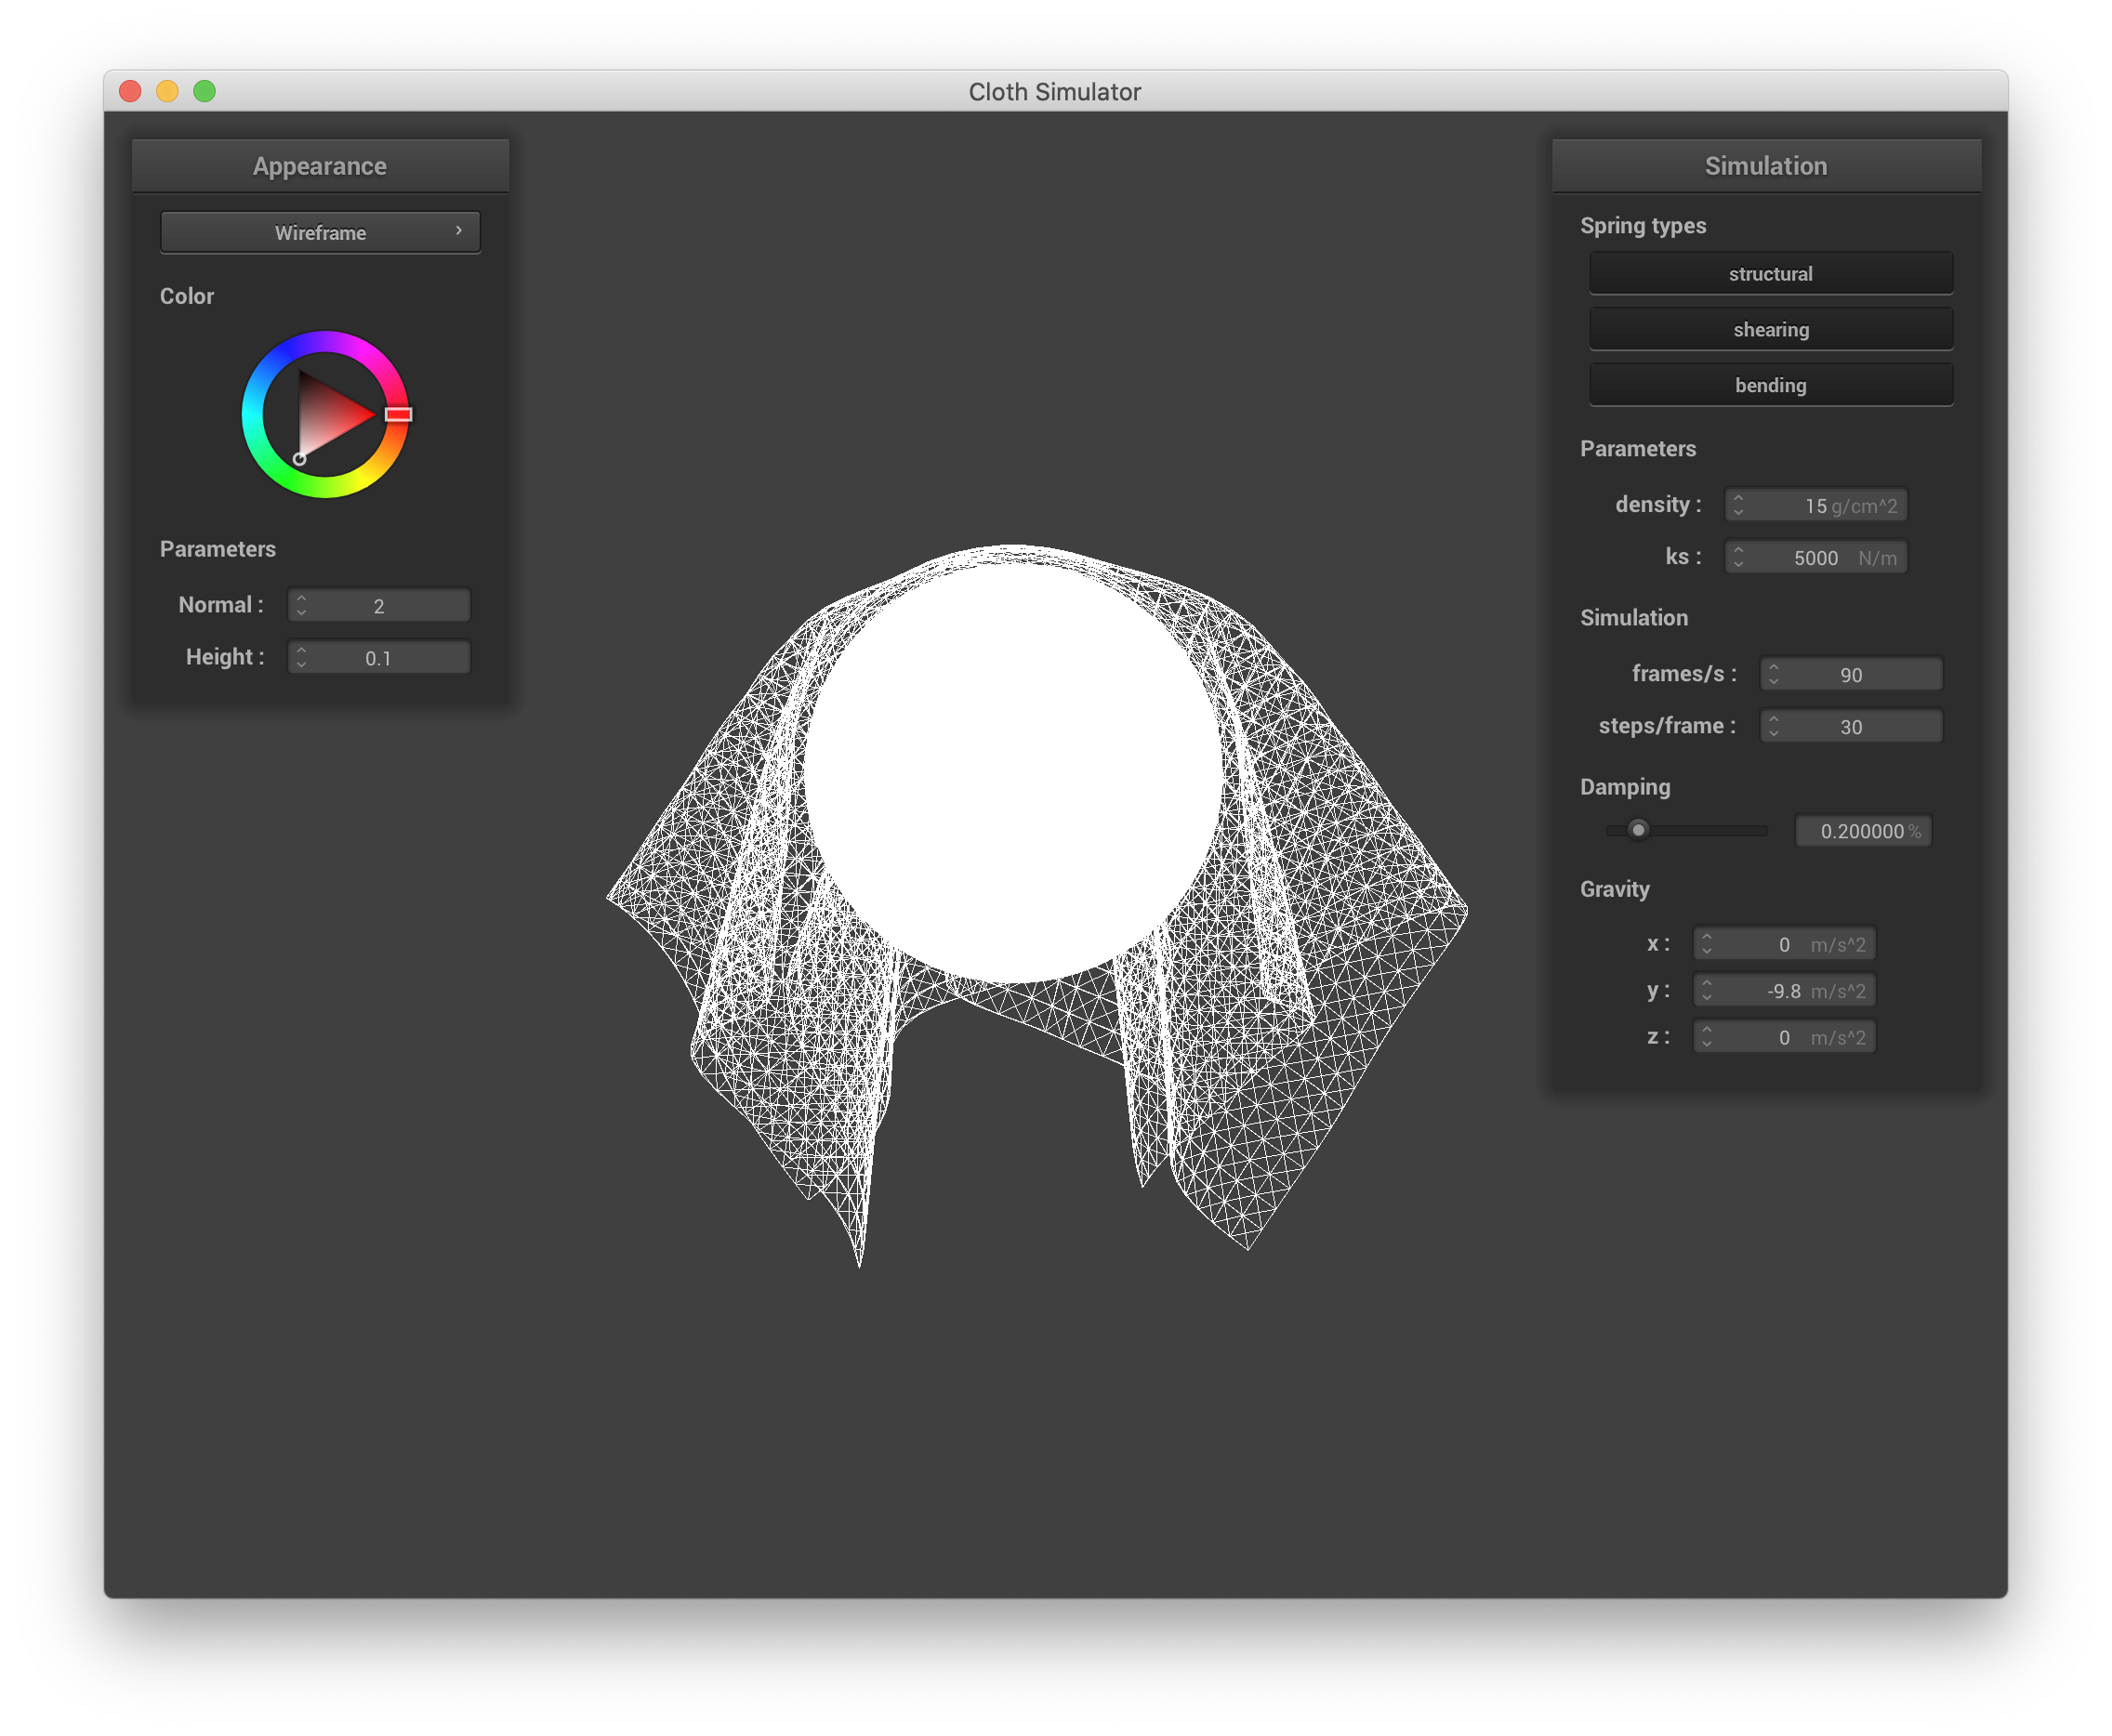 Cloth Simulator
Appearance
Wireframe
Color
Parameters
Normal : 2
Height : 0.1
Simulation
Spring types
structural
shearing
bending
Parameters
density : 15 g/cm^2
ks : 5000 N/m
Simulation
frames/s : 90
steps/frame : 30
Damping
0.200000 %
Gravity
x : 0 m/s^2
y : -9.8 m/s^2
z : 0 m/s^2